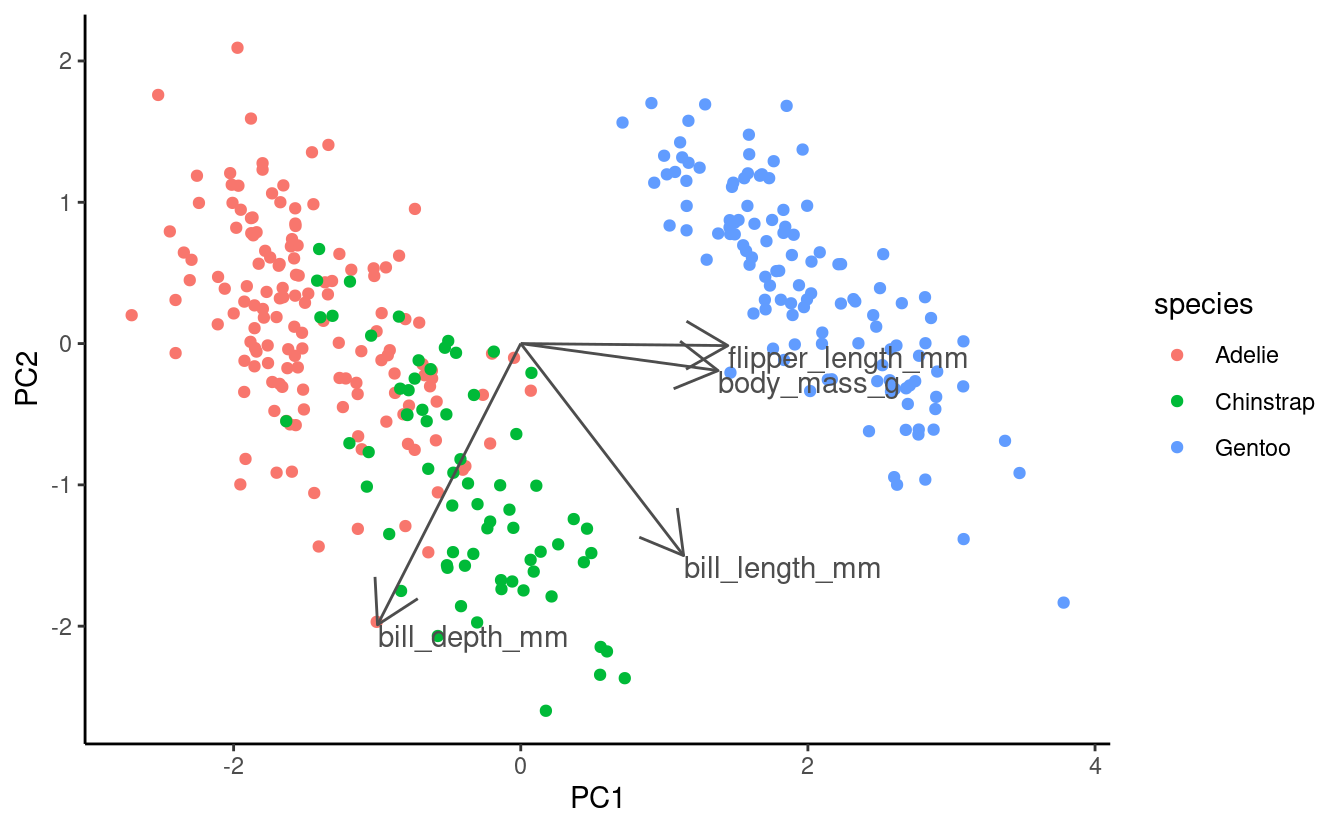 2
1
0
-1
-2
PC2
-2
0
2
4
PC1
flipper_length_mm
body_mass_g
bill_length_mm
bill_depth_mm
species
Adelie
Chinstrap
Gentoo